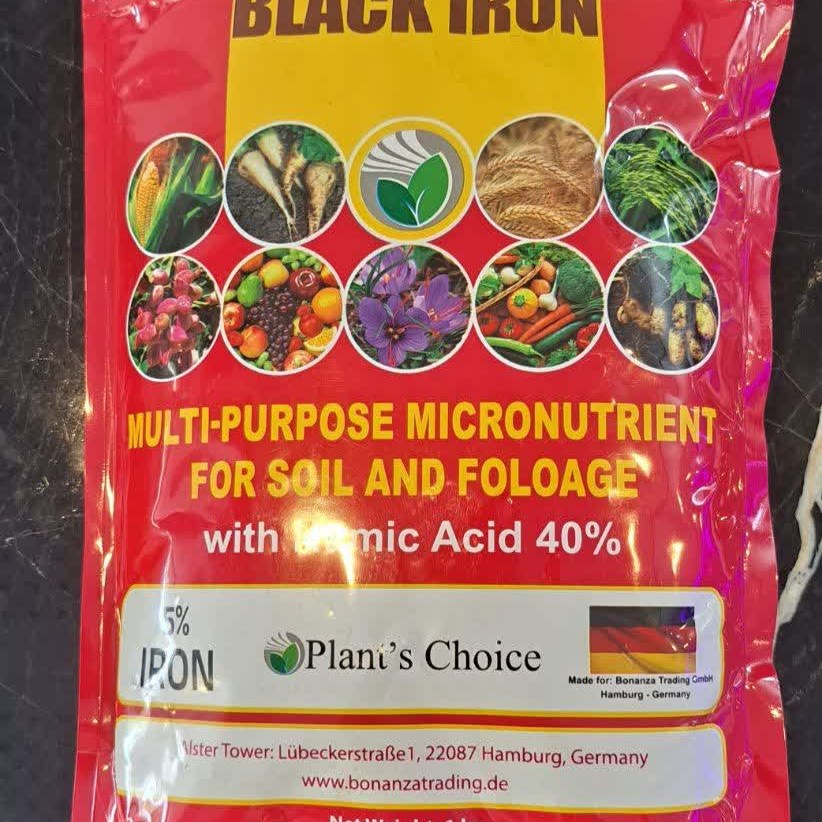 BLACK IRON
MULTI-PURPOSE MICRONUTRIENT
FOR SOIL AND FOLOAGE
with Acid 40%
5%
IRON
Plant's Choice
Made for: Bonanza Trading GmbH
Hamburg - Germany
Alster Tower: Lübeckerstraße1, 22087 Hamburg, Germany
www.bonanzatrading.de